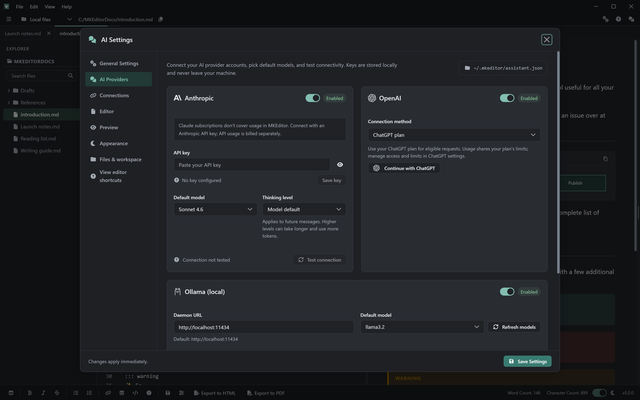 File Edit View Help
Local files
C:/MKEditorDocs/introduction.md
Launch notes.md
EXPLORER
MKEDITORDOCS
Search files
Drafts
References
introduction.md
Launch notes.md
Reading list.md
Writing guide.md
AI Settings
General Settings
AI Providers
Connections
Editor
Preview
Appearance
Files & workspace
View editor
shortcuts
Connect your AI provider accounts, pick default models, and test connectivity. Keys are stored locally
and never leave your machine.
~/.mkeditor/assistant.json
Anthropic
Enabled
Claude subscriptions don't cover usage by MKEditor. Connect with an
Anthropic API key; API usage is billed separately.
API key
Paste your API key
No key configured
Save key
Default model
Thinking level
Sonnet 4.6
Model default
Applies to future messages. Higher
levels can take longer and use more
tokens.
Connection not tested
Test connection
OpenAI
Enabled
Connection method
ChatGPT plan
Use your ChatGPT plan for eligible requests. Usage shares your plan's limits;
manage access and limits in ChatGPT settings.
Continue with ChatGPT
Ollama (local)
Enabled
Daemon URL
Default model
http://localhost:11434
llama3.2
Refresh models
Default: http://localhost:11434
Changes apply immediately.
Save Settings
useful for all your
an issue over at
Publish
complete list of
with a few additional
::: warning
WARNING
Export to HTML
Export to PDF